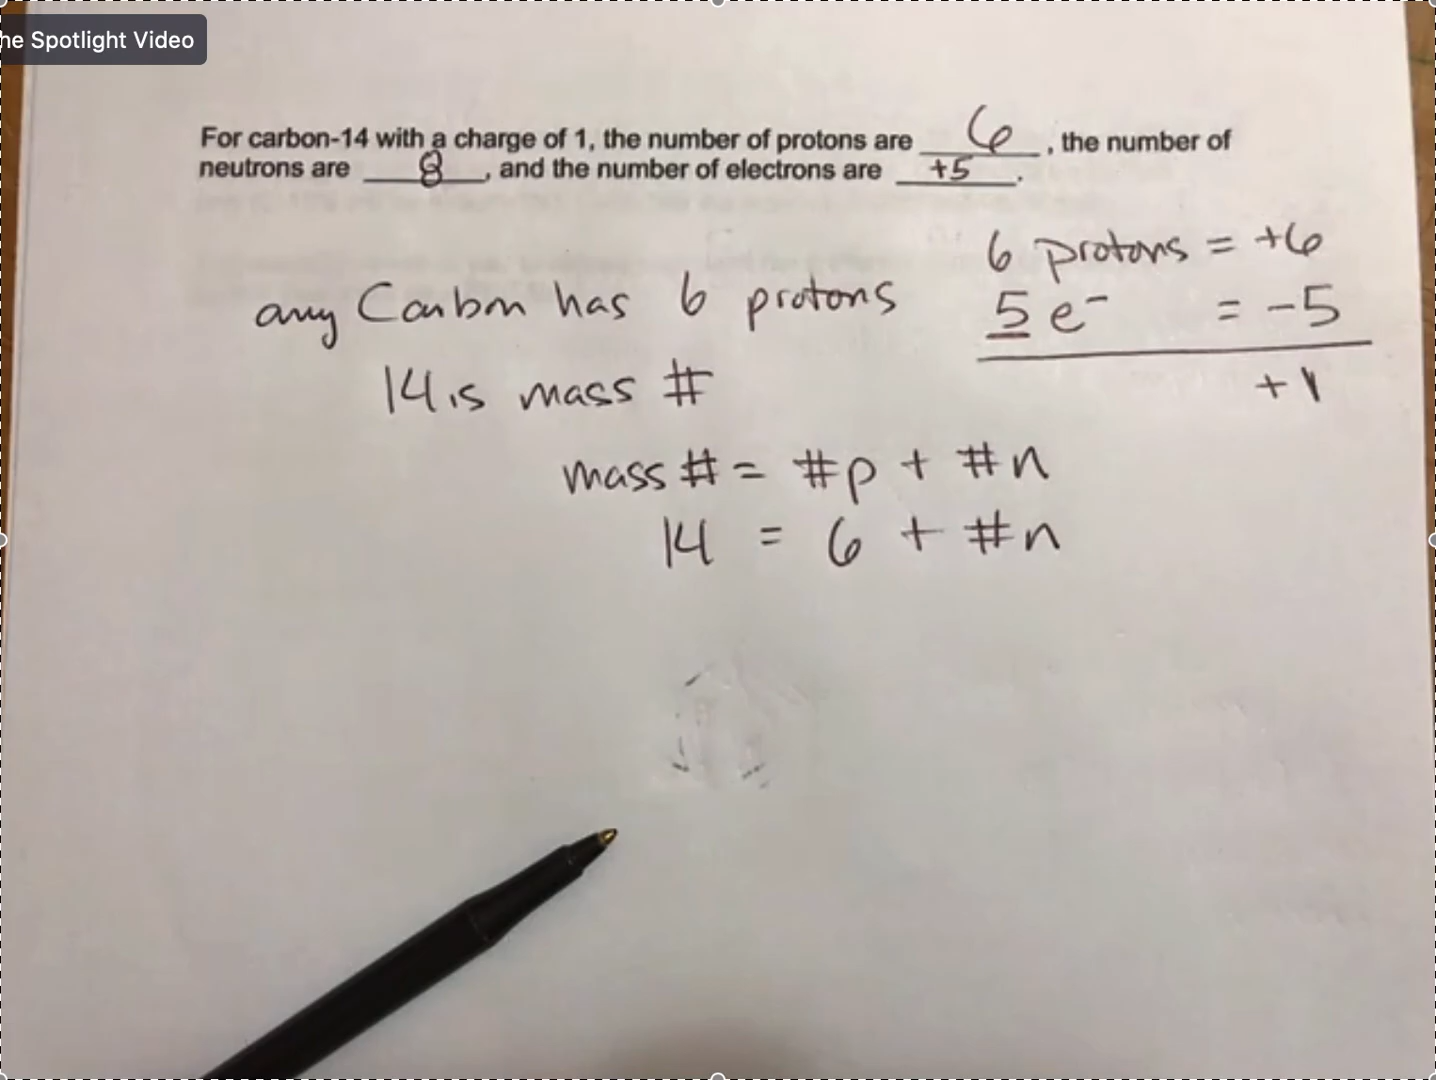 he Spotlight Video
For carbon-14 with a charge of 1, the number of protons are 6, the number of
neutrons are 8, and the number of electrons are +5.
6 protons = +6
any Carbon has 6 protons
5 e⁻ = -5
+1
14 is mass #
mass # = #p + #n
14 = 6 + #n